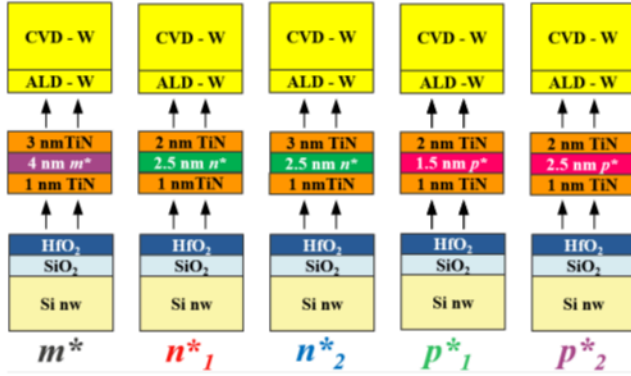 CVD - W CVD - W CVD - W CVD - W CVD - W
ALD - W ALD - W ALD - W ALD -W ALD - W
3 nmTiN 2 nm TiN 3 nm TiN 2 nm TiN 2 nm TiN
4 nm m* 2.5 nm n* 2.5 nm n* 1.5 nm p* 2.5 nm p*
1 nm TiN 1 nmTiN 1 nmTiN 1 nm TiN 1 nm TiN
HfO₂ HfO₂ HfO₂ HfO₂ HfO₂
SiO₂ SiO₂ SiO₂ SiO₂ SiO₂
Si nw Si nw Si nw Si nw Si nw
m* n*₁ n*₂ p*₁ p*₂